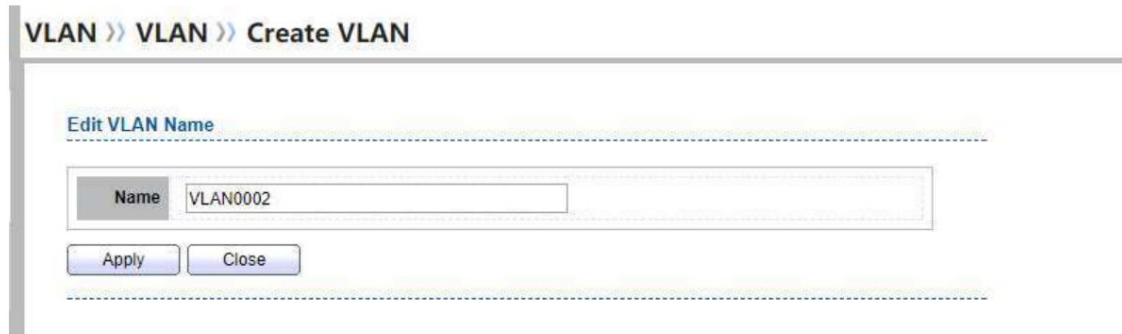 VLAN » VLAN » Create VLAN
Edit VLAN Name
Name VLAN0002
Apply Close